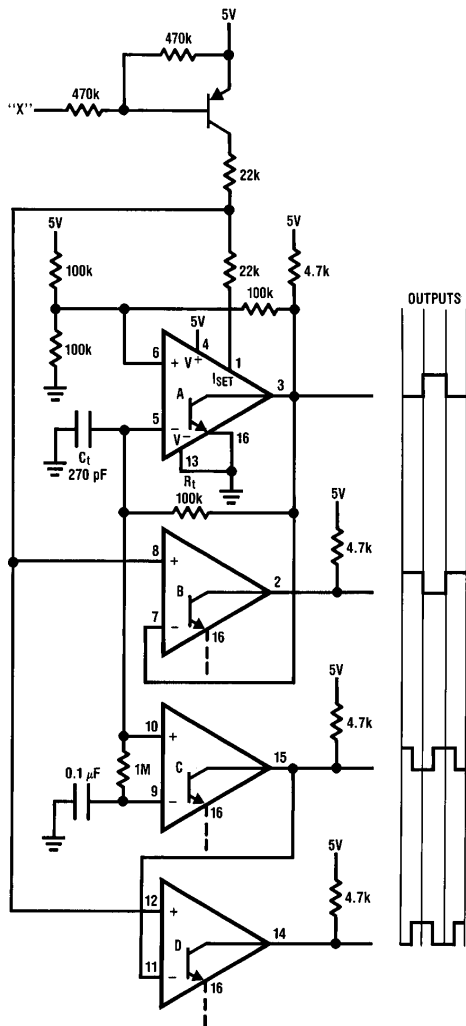 5V
470k
470k
"X"
22k
5V
5V
22k
4.7k
100k
100k
OUTPUTS
5V
4
100k
6
+
V+
1
ISET
A
3
5
−
V−
16
13
Ct
270 pF
Rt
100k
5V
4.7k
8
+
B
2
7
−
16
5V
4.7k
10
+
15
0.1 µF
1M
C
9
−
16
5V
4.7k
12
+
D
14
11
−
16